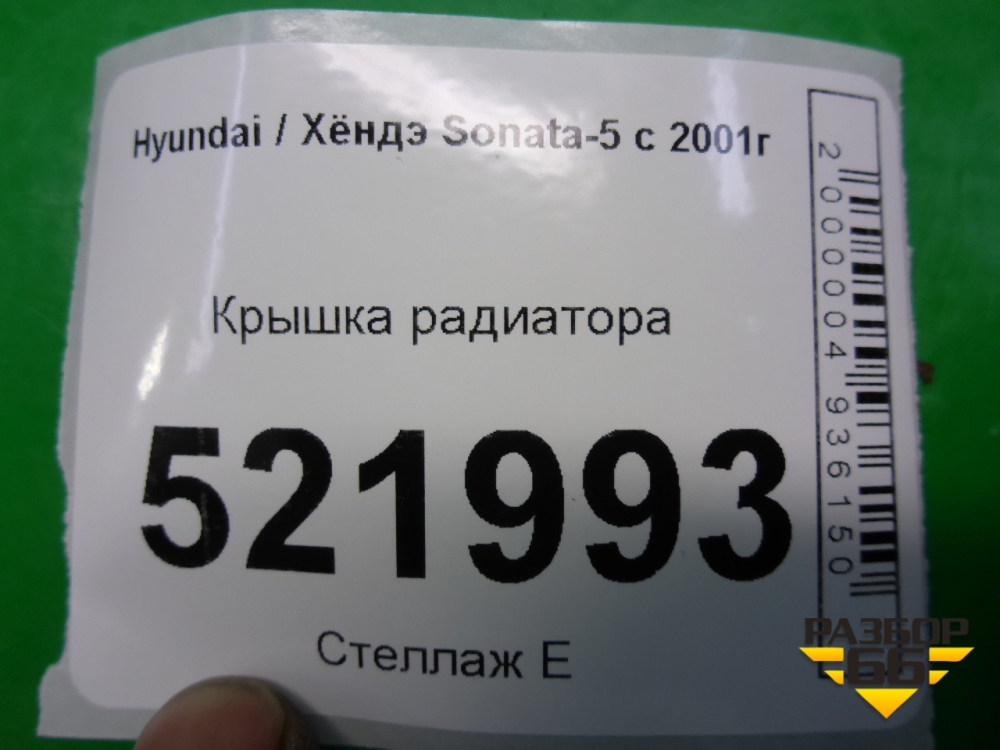 Hyundai / Хёндэ Sonata-5 с 2001г
Крышка радиатора
521993
Стеллаж Е
2000004936150
РАЗБОР
66